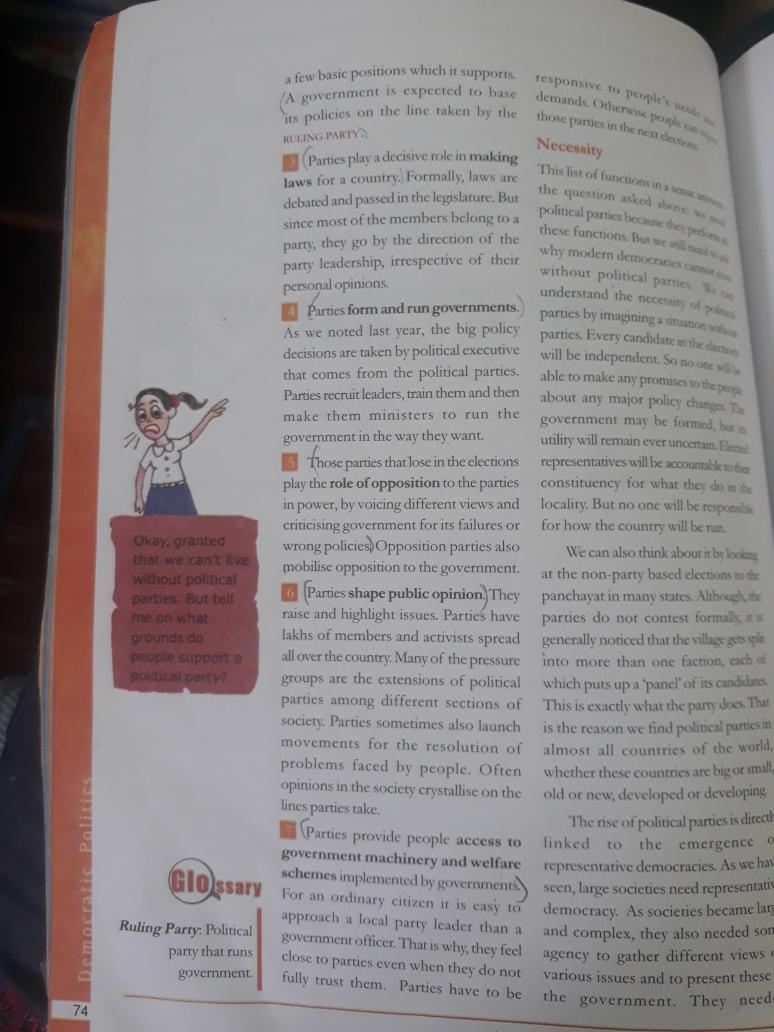 a few basic positions which it supports.
A government is expected to base
its policies on the line taken by the
RULING PARTY.
3 Parties play a decisive role in making
laws for a country. Formally, laws are
debated and passed in the legislature. But
since most of the members belong to a
party, they go by the direction of the
party leadership, irrespective of their
personal opinions.
4 Parties form and run governments.
As we noted last year, the big policy
decisions are taken by political executive
that comes from the political parties.
Parties recruit leaders, train them and then
make them ministers to run the
government in the way they want.
5 Those parties that lose in the elections
play the role of opposition to the parties
in power, by voicing different views and
criticising government for its failures or
wrong policies. Opposition parties also
mobilise opposition to the government.
6 Parties shape public opinion. They
raise and highlight issues. Parties have
lakhs of members and activists spread
all over the country. Many of the pressure
groups are the extensions of political
parties among different sections of
society. Parties sometimes also launch
movements for the resolution of
problems faced by people. Often
opinions in the society crystallise on the
lines parties take.
7 Parties provide people access to
government machinery and welfare
schemes implemented by governments.
For an ordinary citizen it is easy to
approach a local party leader than a
government officer. That is why, they feel
close to parties even when they do not
fully trust them. Parties have to be
responsive to people's needs and
demands. Otherwise people can
those parties in the next elections.
Necessity
This list of functions in a sense answers
the question asked above: we need
political parties because they perform all
these functions. But we still need to ask
why modern democracies cannot exist
without political parties. We can
understand the necessity of political
parties by imagining a situation without
parties. Every candidate in the elections
will be independent. So no one will be
able to make any promises to the people
about any major policy changes. The
government may be formed, but its
utility will remain ever uncertain. Elected
representatives will be accountable to their
constituency for what they do in the
locality. But no one will be responsible
for how the country will be run.
We can also think about it by looking
at the non-party based elections to the
panchayat in many states. Although, the
parties do not contest formally, it is
generally noticed that the village gets split
into more than one faction, each of
which puts up a 'panel' of its candidates.
This is exactly what the party does. That
is the reason we find political parties in
almost all countries of the world,
whether these countries are big or small,
old or new, developed or developing.
The rise of political parties is directly
linked to the emergence
representative democracies. As we have
seen, large societies need representative
democracy. As societies became large
and complex, they also needed some
agency to gather different views
various issues and to present these
the government. They need
Okay, granted
that we can't live
without political
parties. But tell
me on what
grounds do
people support a
political party?
Glossary
Ruling Party: Political
party that runs
government.
Democratic Politics
74